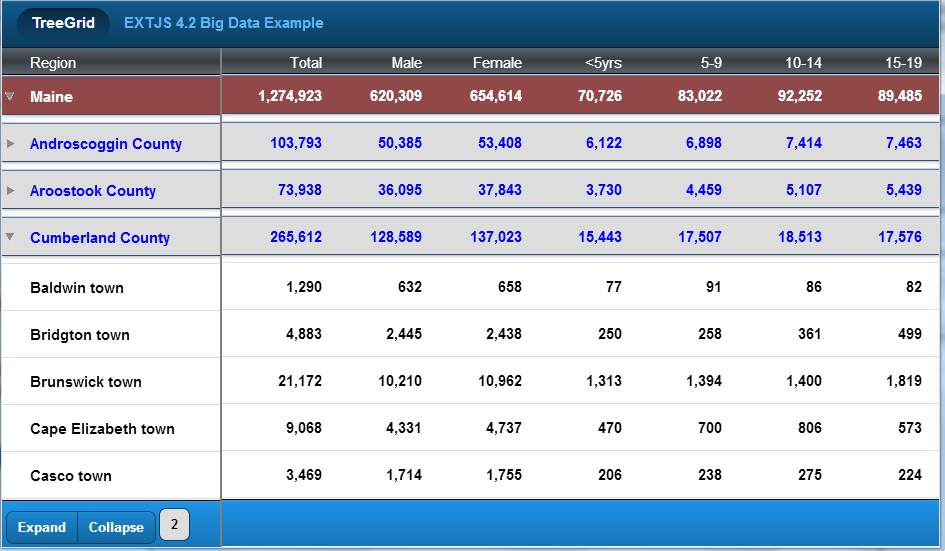 TreeGrid EXTJS 4.2 Big Data Example
Region Total Male Female <5yrs 5-9 10-14 15-19
Maine 1,274,923 620,309 654,614 70,726 83,022 92,252 89,485
Androscoggin County 103,793 50,385 53,408 6,122 6,898 7,414 7,463
Aroostook County 73,938 36,095 37,843 3,730 4,459 5,107 5,439
Cumberland County 265,612 128,589 137,023 15,443 17,507 18,513 17,576
Baldwin town 1,290 632 658 77 91 86 82
Bridgton town 4,883 2,445 2,438 250 258 361 499
Brunswick town 21,172 10,210 10,962 1,313 1,394 1,400 1,819
Cape Elizabeth town 9,068 4,331 4,737 470 700 806 573
Casco town 3,469 1,714 1,755 206 238 275 224
Expand Collapse 2